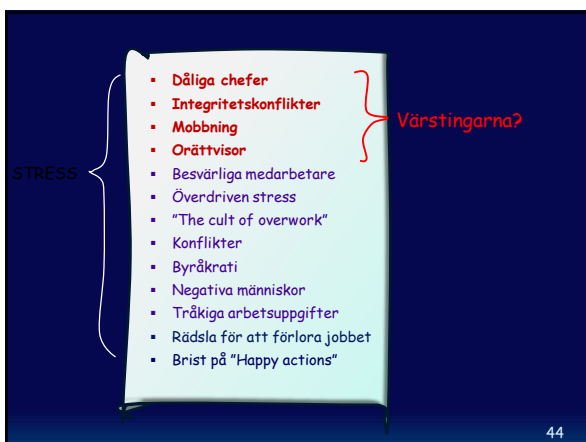 Dåliga chefer
Integritetskonflikter
Mobbning
Orättvisor
Värstingarna?
STRESS
Besvärliga medarbetare
Överdriven stress
”The cult of overwork”
Konflikter
Byråkrati
Negativa människor
Tråkiga arbetsuppgifter
Rädsla för att förlora jobbet
Brist på ”Happy actions”
44